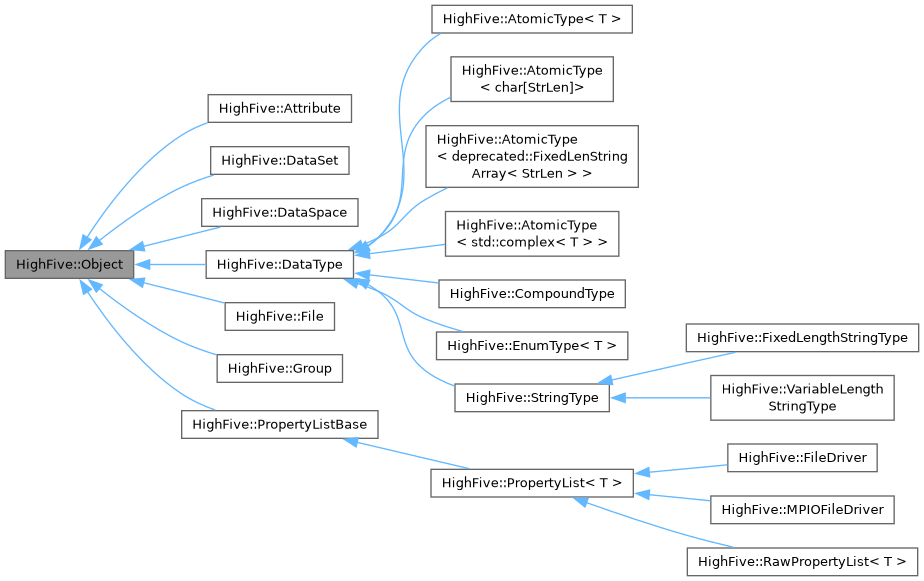 HighFive::AtomicType< T >
HighFive::AtomicType
< char[StrLen]>
HighFive::Attribute
HighFive::AtomicType
< deprecated::FixedLenString
Array< StrLen > >
HighFive::DataSet
HighFive::DataSpace
HighFive::AtomicType
< std::complex< T > >
HighFive::Object
HighFive::DataType
HighFive::CompoundType
HighFive::File
HighFive::EnumType< T >
HighFive::FixedLengthStringType
HighFive::Group
HighFive::StringType
HighFive::VariableLength
StringType
HighFive::PropertyListBase
HighFive::FileDriver
HighFive::PropertyList< T >
HighFive::MPIOFileDriver
HighFive::RawPropertyList< T >